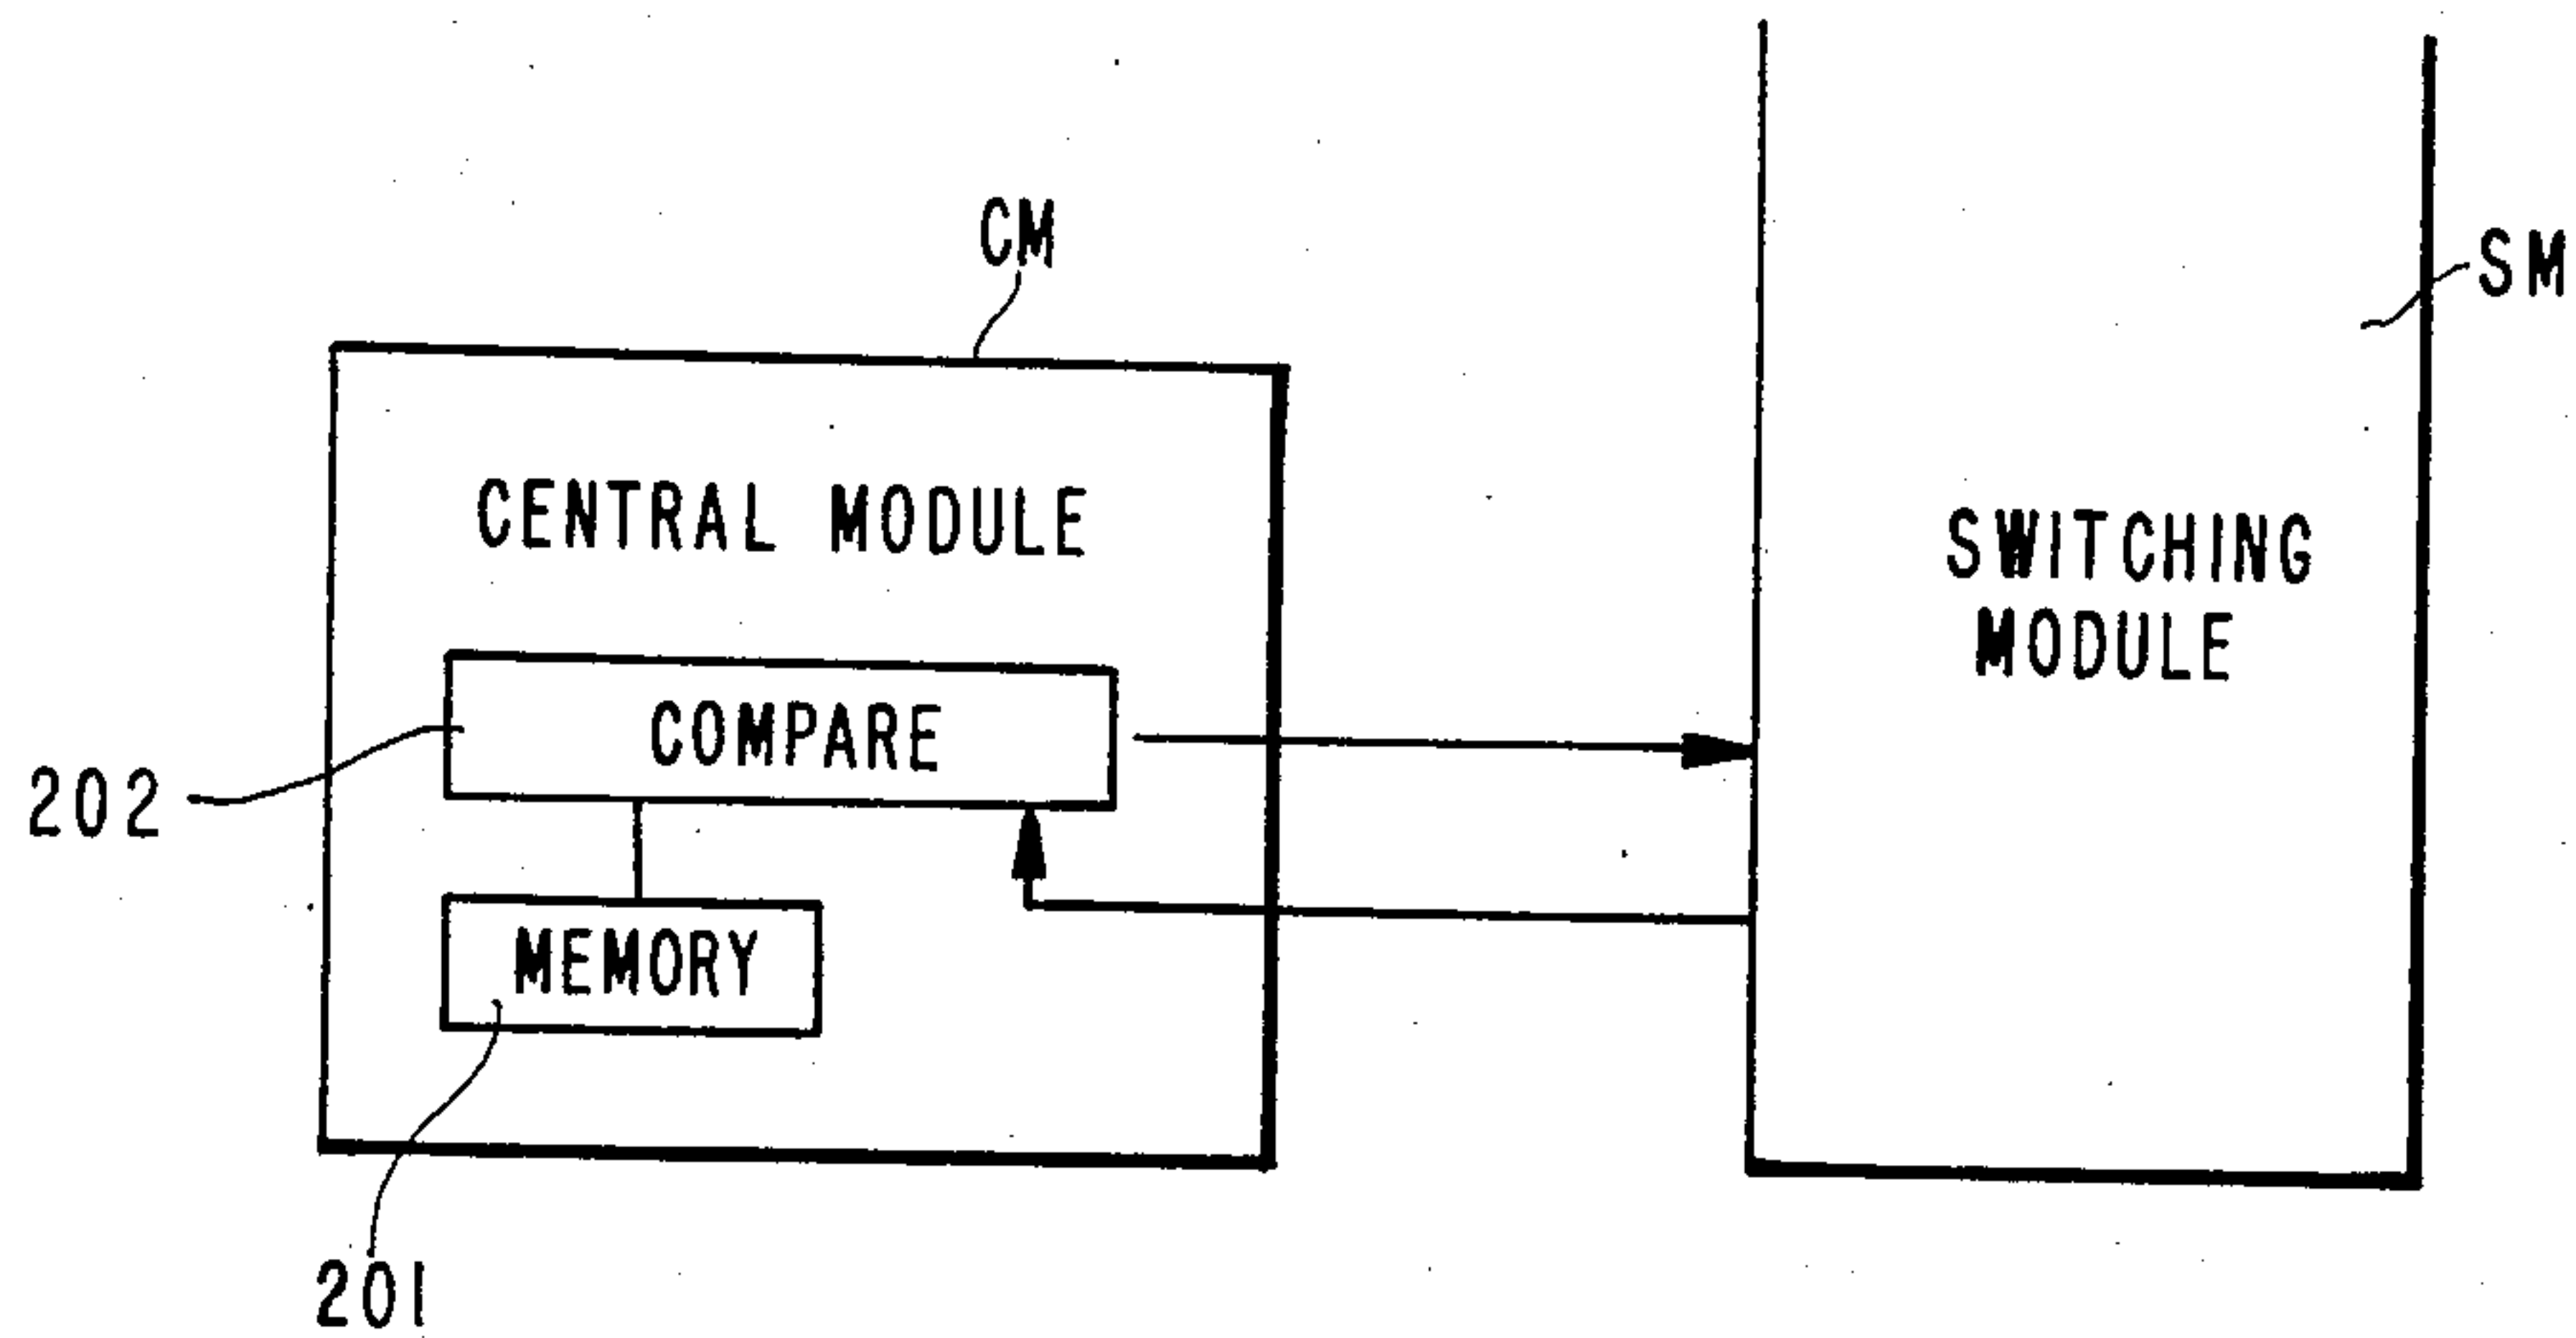 CM
SM
CENTRAL MODULE
SWITCHING
MODULE
COMPARE
202
MEMORY
201